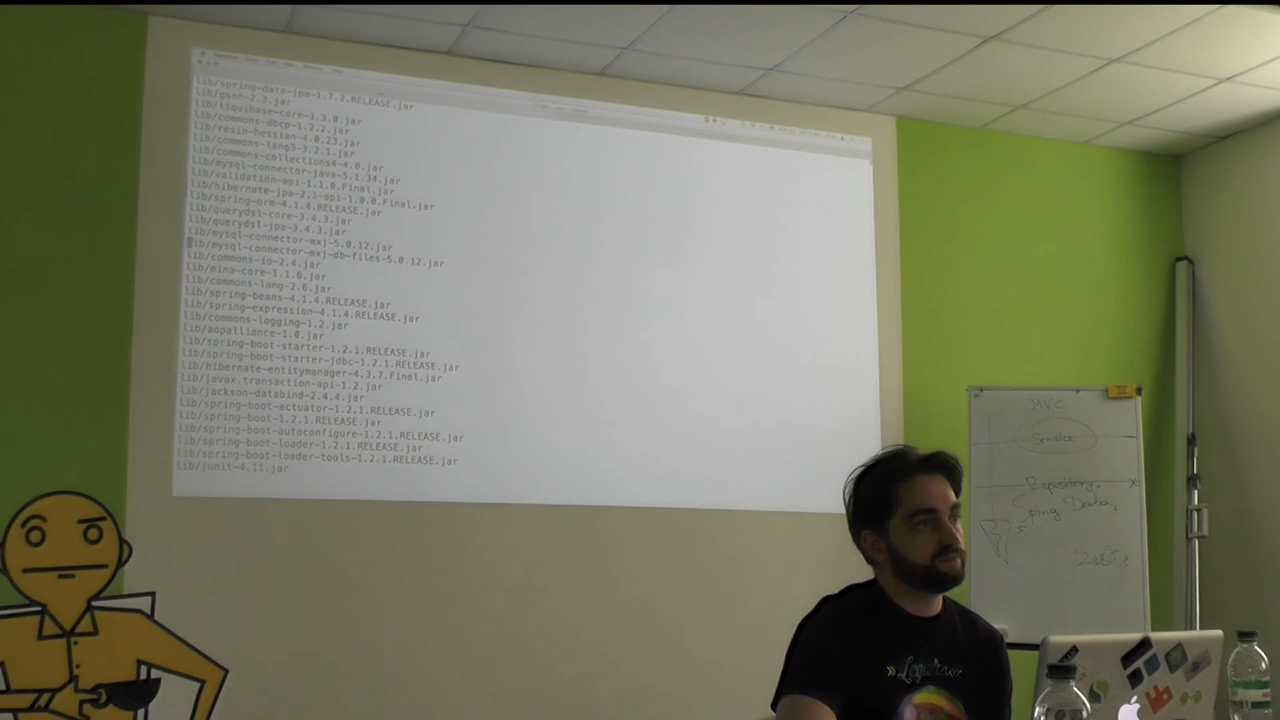 lib/spring-data-jpa-1.7.2.RELEASE.jar
lib/gson-2.3.jar
lib/liquibase-core-3.3.0.jar
lib/commons-dbcp-1.2.2.jar
lib/resin-hessian-4.0.23.jar
lib/commons-lang3-3.2.1.jar
lib/commons-collections4-4.0.jar
lib/mysql-connector-java-5.1.34.jar
lib/validation-api-1.1.0.Final.jar
lib/hibernate-jpa-2.1-api-1.0.0.Final.jar
lib/spring-orm-4.1.4.RELEASE.jar
lib/querydsl-core-3.4.3.jar
lib/querydsl-jpa-3.4.3.jar
lib/mysql-connector-mxj-5.0.12.jar
lib/mysql-connector-mxj-db-files-5.0.12.jar
lib/commons-io-2.4.jar
lib/mina-core-1.1.6.jar
lib/commons-lang-2.6.jar
lib/spring-beans-4.1.4.RELEASE.jar
lib/spring-expression-4.1.4.RELEASE.jar
lib/commons-logging-1.2.jar
lib/aopalliance-1.0.jar
lib/spring-boot-starter-1.2.1.RELEASE.jar
lib/spring-boot-starter-jdbc-1.2.1.RELEASE.jar
lib/hibernate-entitymanager-4.3.7.Final.jar
lib/javax.transaction-api-1.2.jar
lib/jackson-databind-2.4.4.jar
lib/spring-boot-actuator-1.2.1.RELEASE.jar
lib/spring-boot-1.2.1.RELEASE.jar
lib/spring-boot-autoconfigure-1.2.1.RELEASE.jar
lib/spring-boot-loader-1.2.1.RELEASE.jar
lib/spring-boot-loader-tools-1.2.1.RELEASE.jar
lib/junit-4.11.jar
MVC
Repository
Spring Data